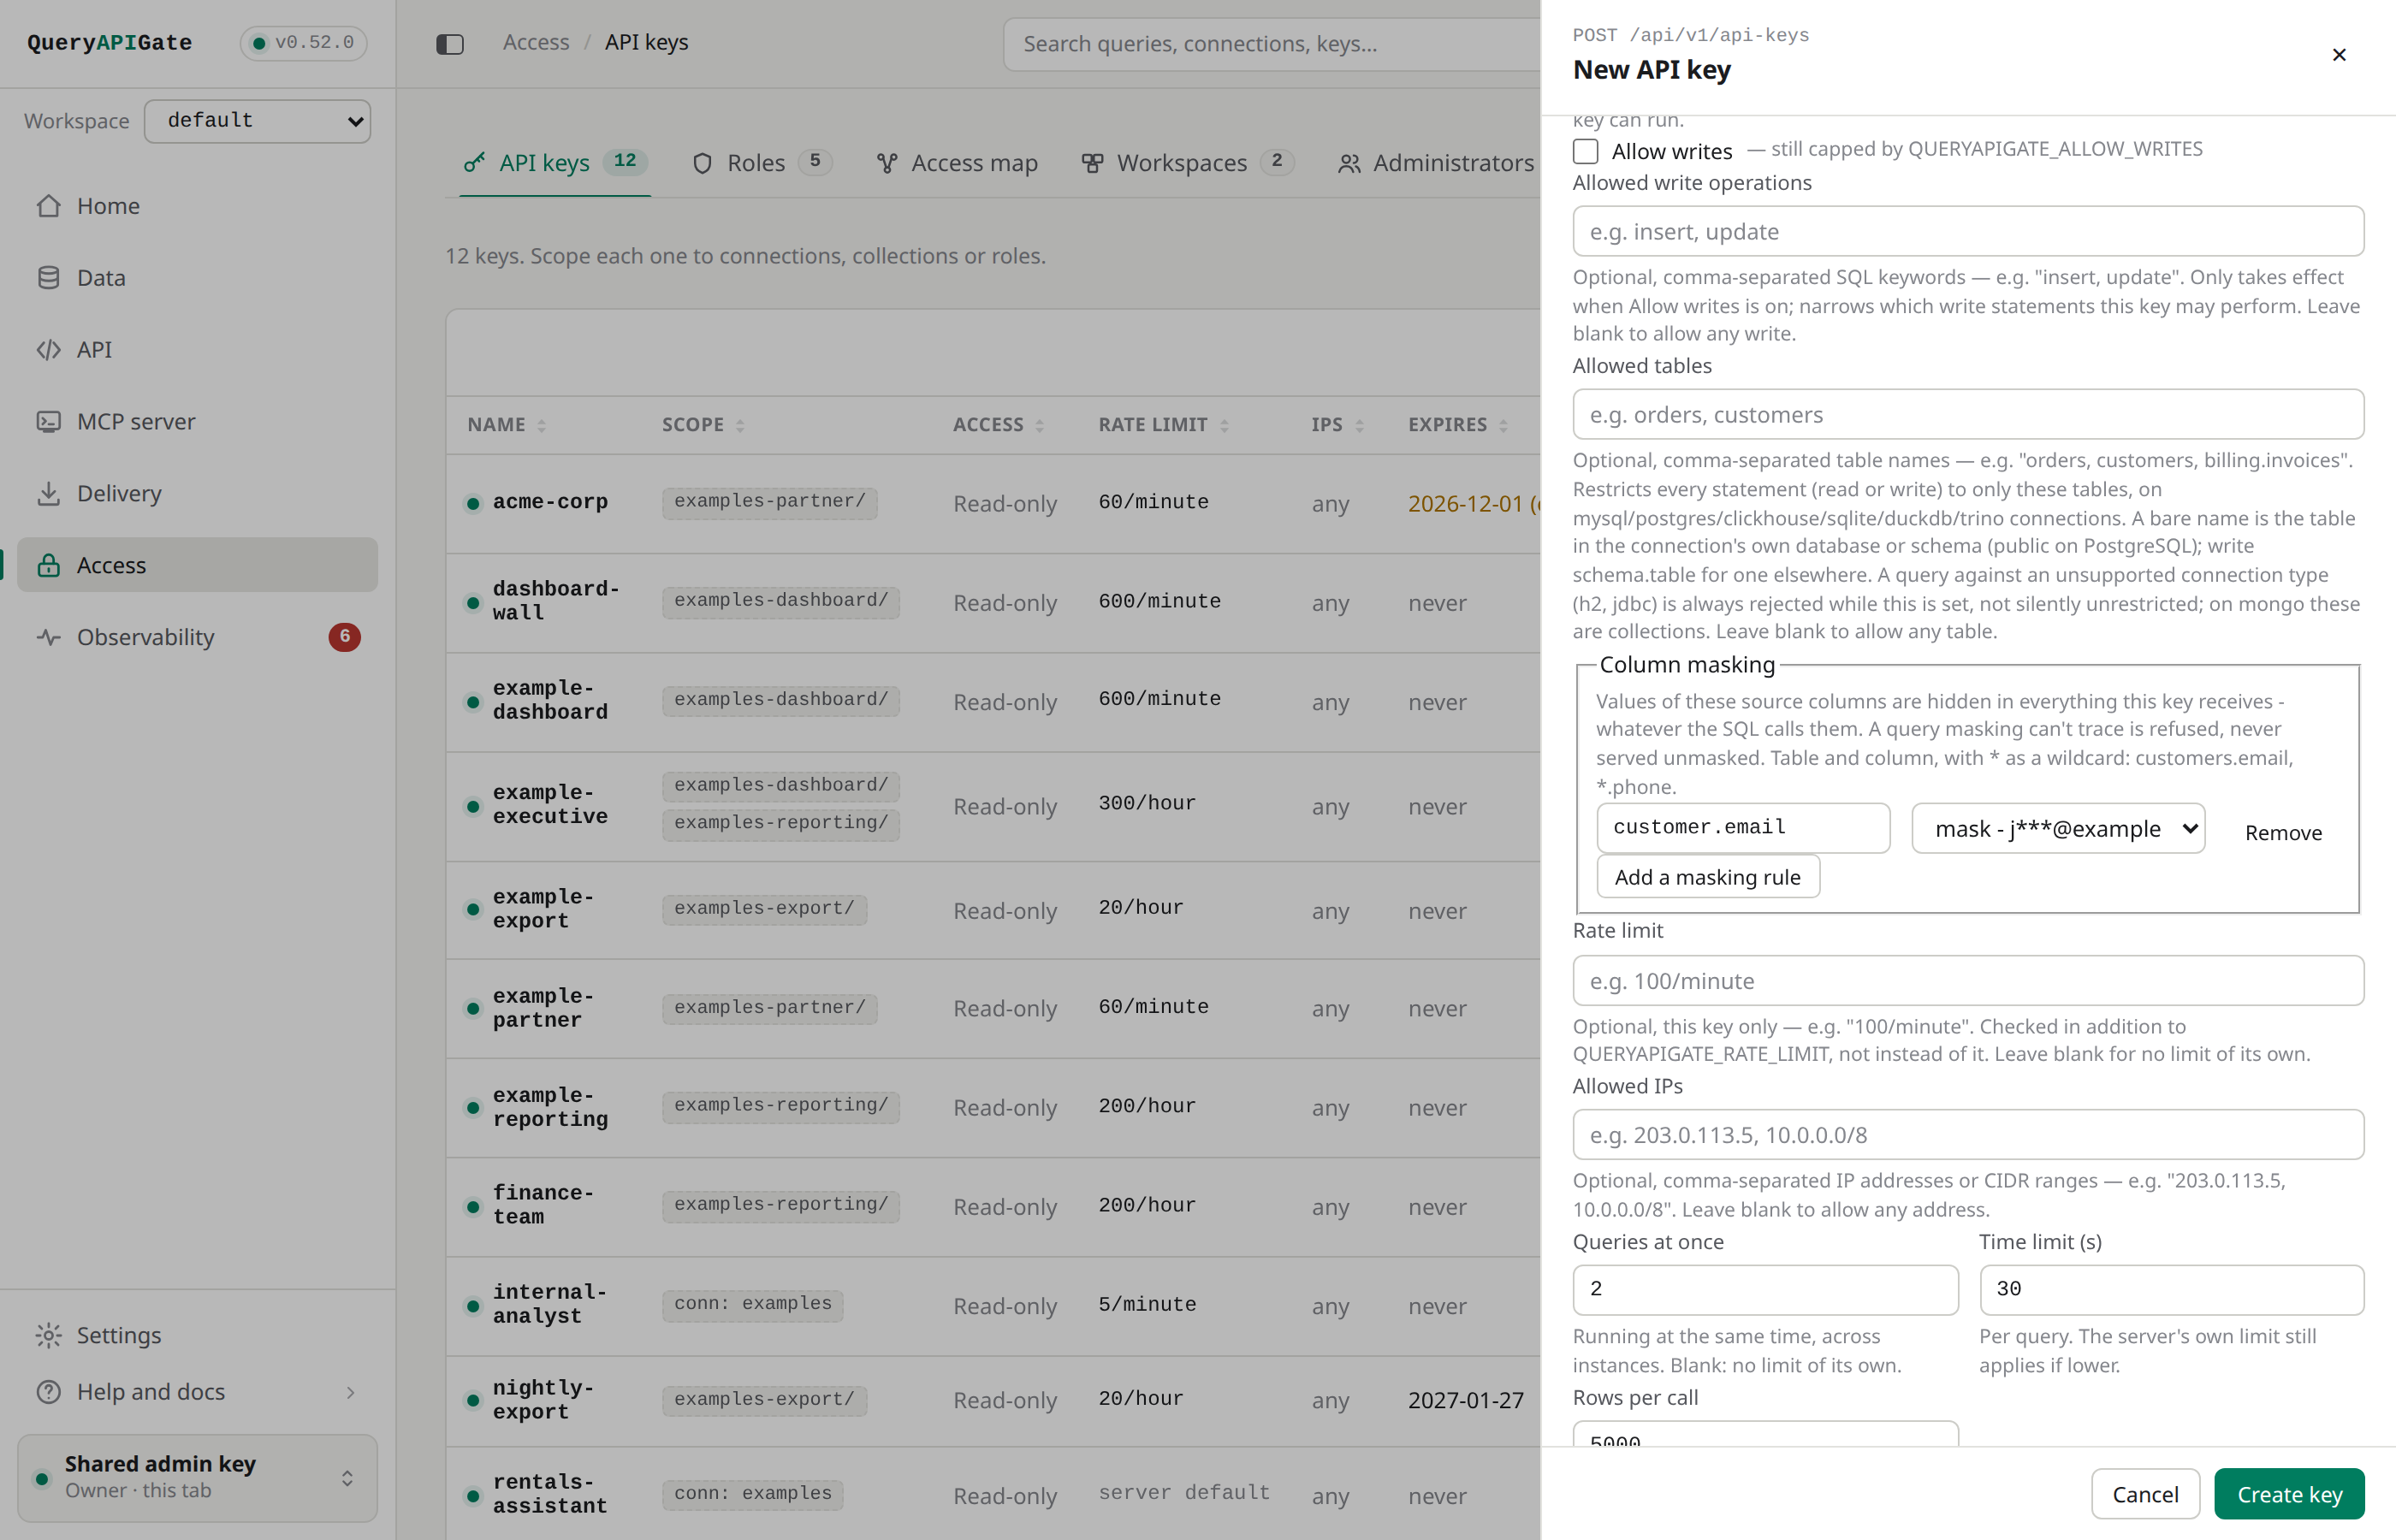 QueryAPIGate
v0.52.0
Workspace
default
Home
Data
API
MCP server
Delivery
Access
Observability
6
Settings
Help and docs
Shared admin key
Owner · this tab
Access / API keys
Search queries, connections, keys...
API keys 12
Roles 5
Access map
Workspaces 2
Administrators
12 keys. Scope each one to connections, collections or roles.
NAME SCOPE ACCESS RATE LIMIT IPS EXPIRES
acme-corp examples-partner/ Read-only 60/minute any 2026-12-01
dashboard-
wall
examples-dashboard/ Read-only 600/minute any never
example-
dashboard
examples-dashboard/ Read-only 600/minute any never
example-
executive
examples-dashboard/
examples-reporting/
Read-only 300/hour any never
example-
export
examples-export/ Read-only 20/hour any never
example-
partner
examples-partner/ Read-only 60/minute any never
example-
reporting
examples-reporting/ Read-only 200/hour any never
finance-
team
examples-reporting/ Read-only 200/hour any never
internal-
analyst
conn: examples Read-only 5/minute any never
nightly-
export
examples-export/ Read-only 20/hour any 2027-01-27
rentals-
assistant
conn: examples Read-only server default any never
POST /api/v1/api-keys
New API key
×
key can run.
Allow writes — still capped by QUERYAPIGATE_ALLOW_WRITES
Allowed write operations
e.g. insert, update
Optional, comma-separated SQL keywords — e.g. "insert, update". Only takes effect
when Allow writes is on; narrows which write statements this key may perform. Leave
blank to allow any write.
Allowed tables
e.g. orders, customers
Optional, comma-separated table names — e.g. "orders, customers, billing.invoices".
Restricts every statement (read or write) to only these tables, on
mysql/postgres/clickhouse/sqlite/duckdb/trino connections. A bare name is the table
in the connection's own database or schema (public on PostgreSQL); write
schema.table for one elsewhere. A query against an unsupported connection type
(h2, jdbc) is always rejected while this is set, not silently unrestricted; on mongo these
are collections. Leave blank to allow any table.
Column masking
Values of these source columns are hidden in everything this key receives -
whatever the SQL calls them. A query masking can't trace is refused, never
served unmasked. Table and column, with * as a wildcard: customers.email,
*.phone.
customer.email
mask - j***@example
Remove
Add a masking rule
Rate limit
e.g. 100/minute
Optional, this key only — e.g. "100/minute". Checked in addition to
QUERYAPIGATE_RATE_LIMIT, not instead of it. Leave blank for no limit of its own.
Allowed IPs
e.g. 203.0.113.5, 10.0.0.0/8
Optional, comma-separated IP addresses or CIDR ranges — e.g. "203.0.113.5,
10.0.0.0/8". Leave blank to allow any address.
Queries at once
2
Running at the same time, across
instances. Blank: no limit of its own.
Time limit (s)
30
Per query. The server's own limit still
applies if lower.
Rows per call
5000
Cancel
Create key